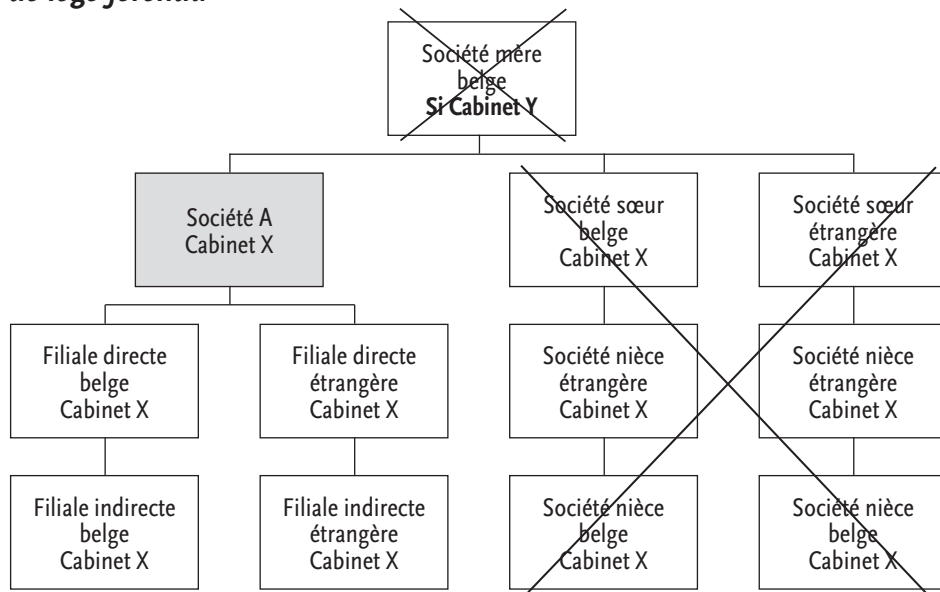 de lege ferenda.
Société mère
belge
Si Cabinet Y
Société A
Cabinet X
Société sœur
belge
Cabinet X
Société sœur
étrangère
Cabinet X
Filiale directe
belge
Cabinet X
Filiale directe
étrangère
Cabinet X
Société nièce
étrangère
Cabinet X
Société nièce
étrangère
Cabinet X
Filiale indirecte
belge
Cabinet X
Filiale indirecte
étrangère
Cabinet X
Société nièce
belge
Cabinet X
Société nièce
belge
Cabinet X